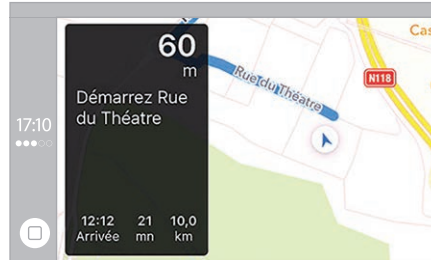 60
m
Démarrez Rue
du Théatre
12:12 21 10,0
Arrivée mn km
17:10
Rue du Théatre
N118
Cas